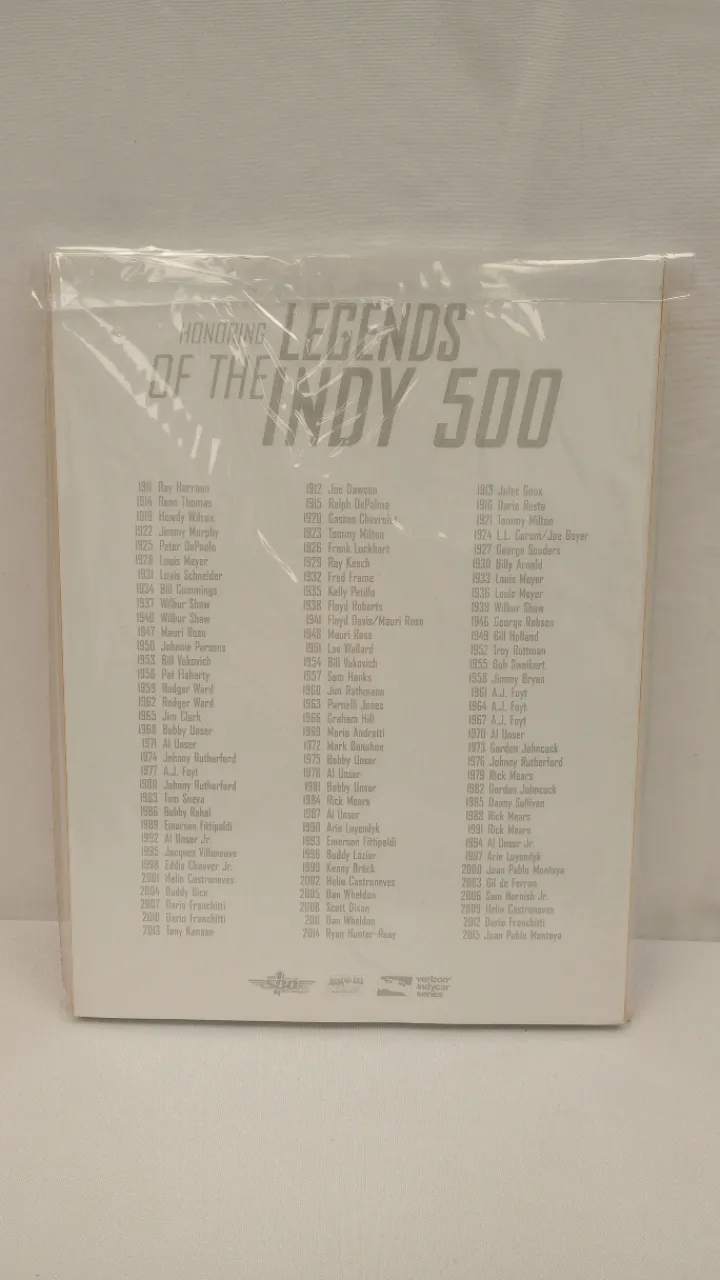 HONORING LEGENDS
OF THE INDY 500
1911 Ray Harroun 1912 Joe Dawson 1913 Jules Goux
1914 Rene Thomas 1915 Ralph DePalma 1916 Dario Resta
1919 Howdy Wilcox 1920 Gaston Chevrolet 1921 Tommy Milton
1922 Jimmy Murphy 1923 Tommy Milton 1924 L.L. Corum/Joe Boyer
1925 Peter DePaolo 1926 Frank Lockhart 1927 George Souders
1928 Louis Meyer 1929 Ray Keech 1930 Billy Arnold
1931 Louis Schneider 1932 Fred Frame 1933 Louis Meyer
1934 Bill Cummings 1935 Kelly Petillo 1936 Louis Meyer
1937 Wilbur Shaw 1938 Floyd Roberts 1939 Wilbur Shaw
1940 Wilbur Shaw 1941 Floyd Davis/Mauri Rose 1946 George Robson
1947 Mauri Rose 1948 Mauri Rose 1949 Bill Holland
1950 Johnnie Parsons 1951 Lee Wallard 1952 Troy Ruttman
1953 Bill Vukovich 1954 Bill Vukovich 1955 Bob Sweikert
1956 Pat Flaherty 1957 Sam Hanks 1958 Jimmy Bryan
1959 Rodger Ward 1960 Jim Rathmann 1961 A.J. Foyt
1962 Rodger Ward 1963 Parnelli Jones 1964 A.J. Foyt
1965 Jim Clark 1966 Graham Hill 1967 A.J. Foyt
1968 Bobby Unser 1969 Mario Andretti 1970 Al Unser
1971 Al Unser 1972 Mark Donohue 1973 Gordon Johncock
1974 Johnny Rutherford 1975 Bobby Unser 1976 Johnny Rutherford
1977 A.J. Foyt 1978 Al Unser 1979 Rick Mears
1980 Johnny Rutherford 1981 Bobby Unser 1982 Gordon Johncock
1983 Tom Sneva 1984 Rick Mears 1985 Danny Sullivan
1986 Bobby Rahal 1987 Al Unser 1988 Rick Mears
1989 Emerson Fittipaldi 1990 Arie Luyendyk 1991 Rick Mears
1992 Al Unser Jr. 1993 Emerson Fittipaldi 1994 Al Unser Jr.
1995 Jacques Villeneuve 1996 Buddy Lazier 1997 Arie Luyendyk
1998 Eddie Cheever Jr. 1999 Kenny Bräck 2000 Juan Pablo Montoya
2001 Helio Castroneves 2002 Helio Castroneves 2003 Gil de Ferran
2004 Buddy Rice 2005 Dan Wheldon 2006 Sam Hornish Jr.
2007 Dario Franchitti 2008 Scott Dixon 2009 Helio Castroneves
2010 Dario Franchitti 2011 Dan Wheldon 2012 Dario Franchitti
2013 Tony Kanaan 2014 Ryan Hunter-Reay 2015 Juan Pablo Montoya
500
verizon
indycar
series